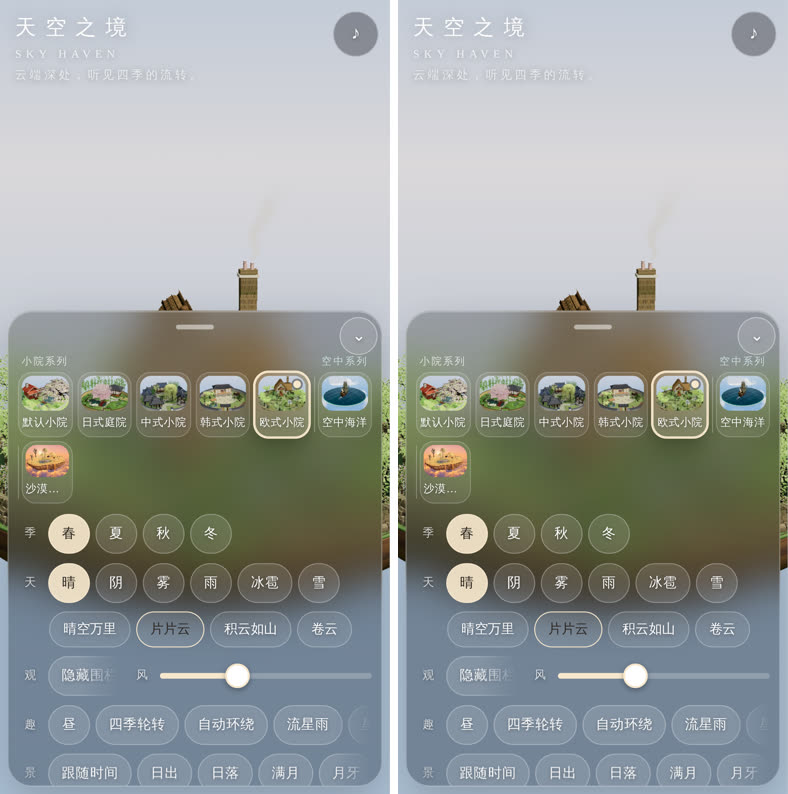 天空之境
SKY HAVEN
云端深处，听见四季的流转。
♪
小院系列 空中系列
默认小院 日式庭院 中式小院 韩式小院 欧式小院 空中海洋
沙漠...
季 春 夏 秋 冬
天 晴 阴 雾 雨 冰雹 雪
晴空万里 片片云 积云如山 卷云
观 隐藏围栏 风
趣 昼 四季轮转 自动环绕 流星雨
景 跟随时间 日出 日落 满月 月牙
天空之境
SKY HAVEN
云端深处，听见四季的流转。
♪
小院系列 空中系列
默认小院 日式庭院 中式小院 韩式小院 欧式小院 空中海洋
沙漠...
季 春 夏 秋 冬
天 晴 阴 雾 雨 冰雹 雪
晴空万里 片片云 积云如山 卷云
观 隐藏围栏 风
趣 昼 四季轮转 自动环绕 流星雨
景 跟随时间 日出 日落 满月 月牙